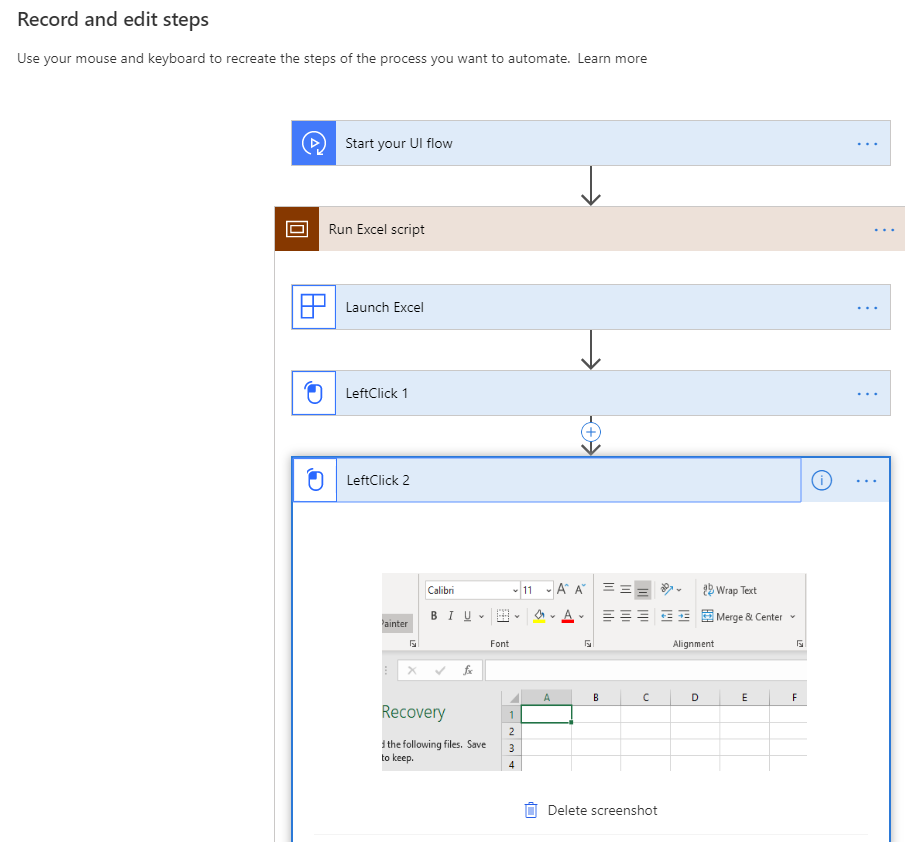 Record and edit steps
Use your mouse and keyboard to recreate the steps of the process you want to automate. Learn more
Start your UI flow
Run Excel script
Launch Excel
LeftClick 1
LeftClick 2
Calibri 11 A A Wrap Text
Painter B I U A Merge & Center
Font Alignment
fx
A B C D E F
Recovery 1
2
d the following files. Save 3
to keep. 4
Delete screenshot